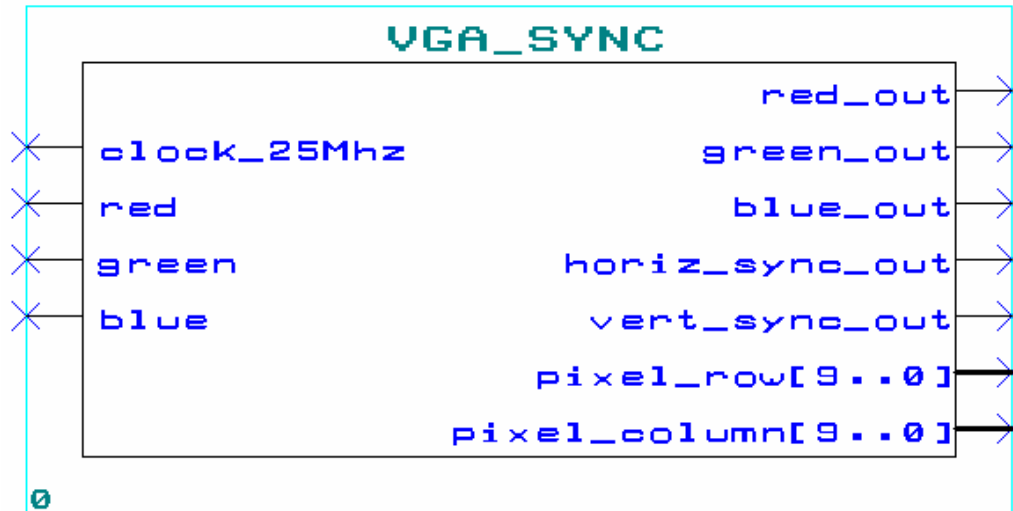 VGA_SYNC
red_out
clock_25Mhz green_out
red blue_out
green horiz_sync_out
blue vert_sync_out
pixel_row[9..0]
pixel_column[9..0]
0